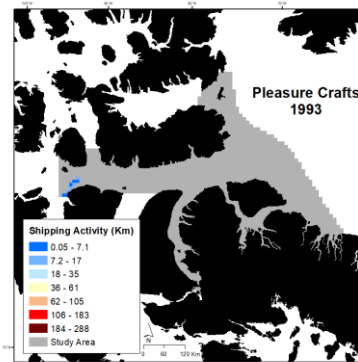 Pleasure Crafts
1993
Shipping Activity (Km)
0.05 - 7.1
7.2 - 17
18 - 35
36 - 61
62 - 105
106 - 183
184 - 288
Study Area
N
0 60 120 Km